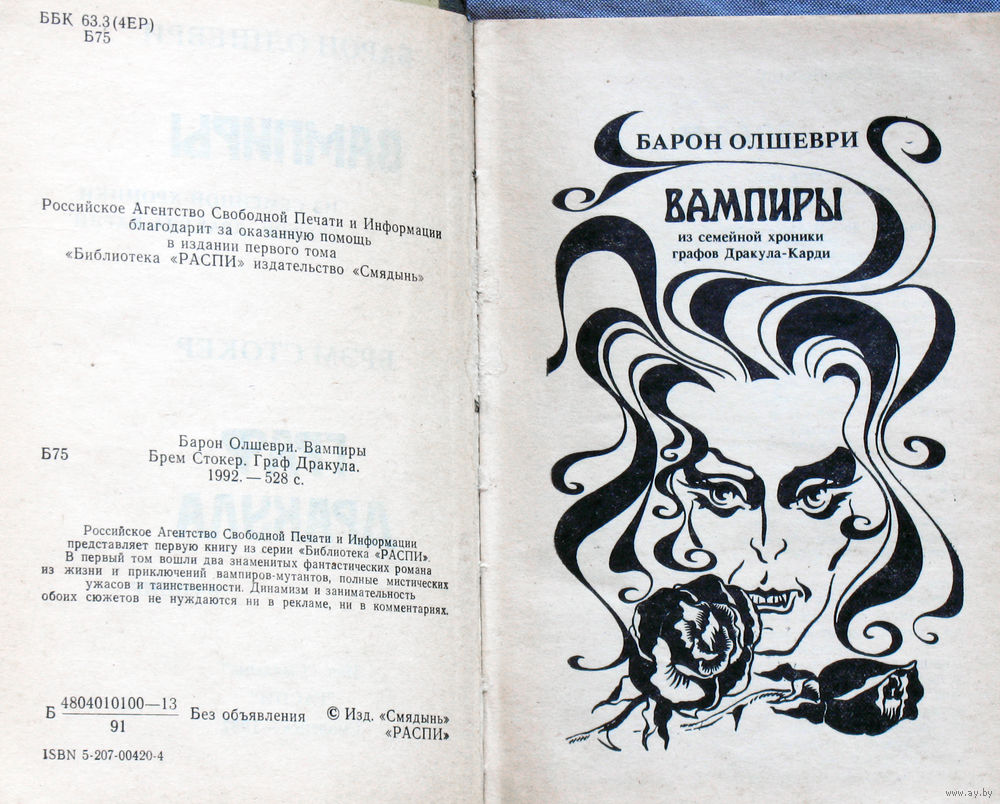 ББК 63.3(4ЕР)
Б75
Российское Агентство Свободной Печати и Информации
благодарит за оказанную помощь
в издании первого тома
«Библиотека «РАСПИ» издательство «Смядынь»
Барон Олшеври. Вампиры
Б75 Брем Стокер. Граф Дракула.
1992. — 528 с.
Российское Агентство Свободной Печати и Информации
представляет первую книгу из серии «Библиотека «РАСПИ».
В первый том вошли два знаменитых фантастических романа
из жизни и приключений вампиров-мутантов, полные мистических
ужасов и таинственности. Динамизм и занимательность
обоих сюжетов не нуждаются ни в рекламе, ни в комментариях.
Б 4804010100—13
91
Без объявления
© Изд. «Смядынь»
«РАСПИ»
ISBN 5-207-00420-4
БАРОН ОЛШЕВРИ
ВАМПИРЫ
из семейной хроники
графов Дракула-Карди
www.ay.by